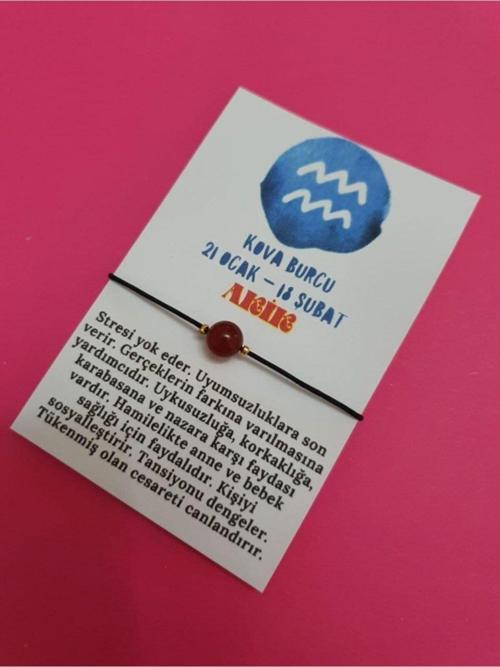 KOVA BURCU
21 OCAK – 18 ŞUBAT
Stresi yok eder. Uyumsuzluklara son
verir. Gerçeklerin farkına varılmasına
yardımcıdır. Uykusuzluğa, korkaklığa,
karabasana ve nazara karşı faydası
vardır. Hamilelikte anne ve bebek
sağlığı için faydalıdır. Kişiyi
sosyalleştirir. Tansiyonu dengeler.
Tükenmiş olan cesareti canlandırır.